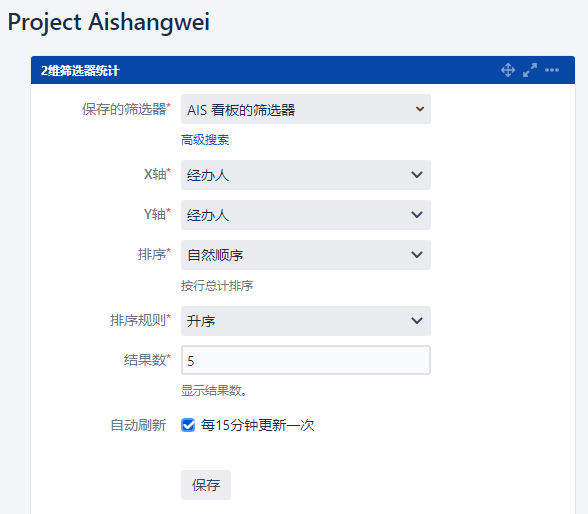 Project Aishangwei
2维筛选器统计
保存的筛选器* AIS 看板的筛选器
高级搜索
X轴* 经办人
Y轴* 经办人
排序* 自然顺序
按行总计排序
排序规则* 升序
结果数* 5
显示结果数。
自动刷新 每15分钟更新一次
保存